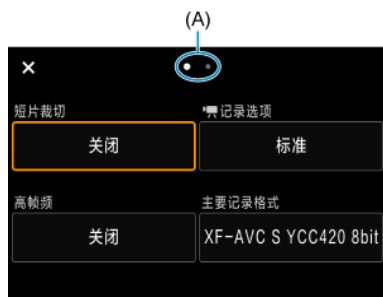 (A)
×
短片裁切
关闭
记录选项
标准
高帧频
关闭
主要记录格式
XF-AVC S YCC420 8bit